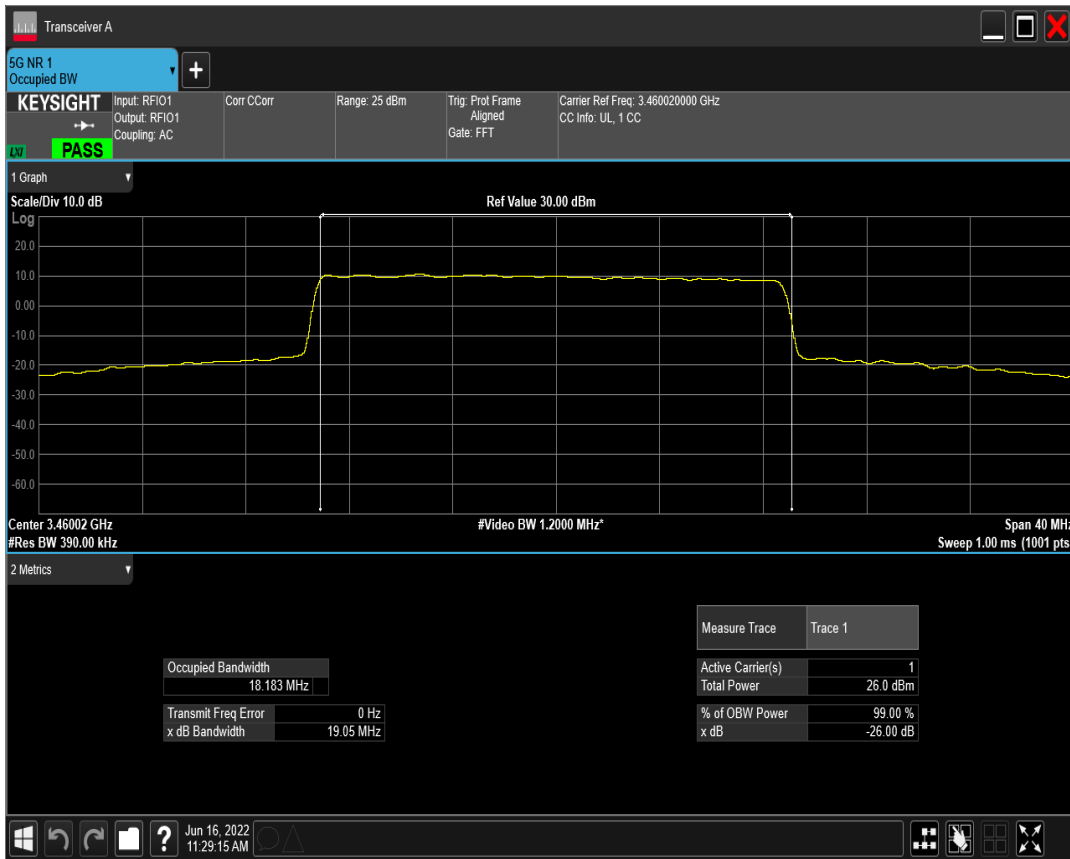 Transceiver A
5G NR 1
Occupied BW
KEYSIGHT
LXI
PASS
Input: RFIO1
Output: RFIO1
Coupling: AC
Corr CCorr
Range: 25 dBm
Trig: Prot Frame
Aligned
Gate: FFT
Carrier Ref Freq: 3.460020000 GHz
CC Info: UL, 1 CC
1 Graph
Scale/Div 10.0 dB
Ref Value 30.00 dBm
Log
20.0
10.0
0.00
-10.0
-20.0
-30.0
-40.0
-50.0
-60.0
Center 3.46002 GHz
#Video BW 1.2000 MHz*
Span 40 MHz
#Res BW 390.00 kHz
Sweep 1.00 ms (1001 pts
2 Metrics
Measure Trace Trace 1
Occupied Bandwidth
18.183 MHz
Active Carrier(s) 1
Total Power 26.0 dBm
Transmit Freq Error 0 Hz
x dB Bandwidth 19.05 MHz
% of OBW Power 99.00 %
x dB -26.00 dB
?
Jun 16, 2022
11:29:15 AM